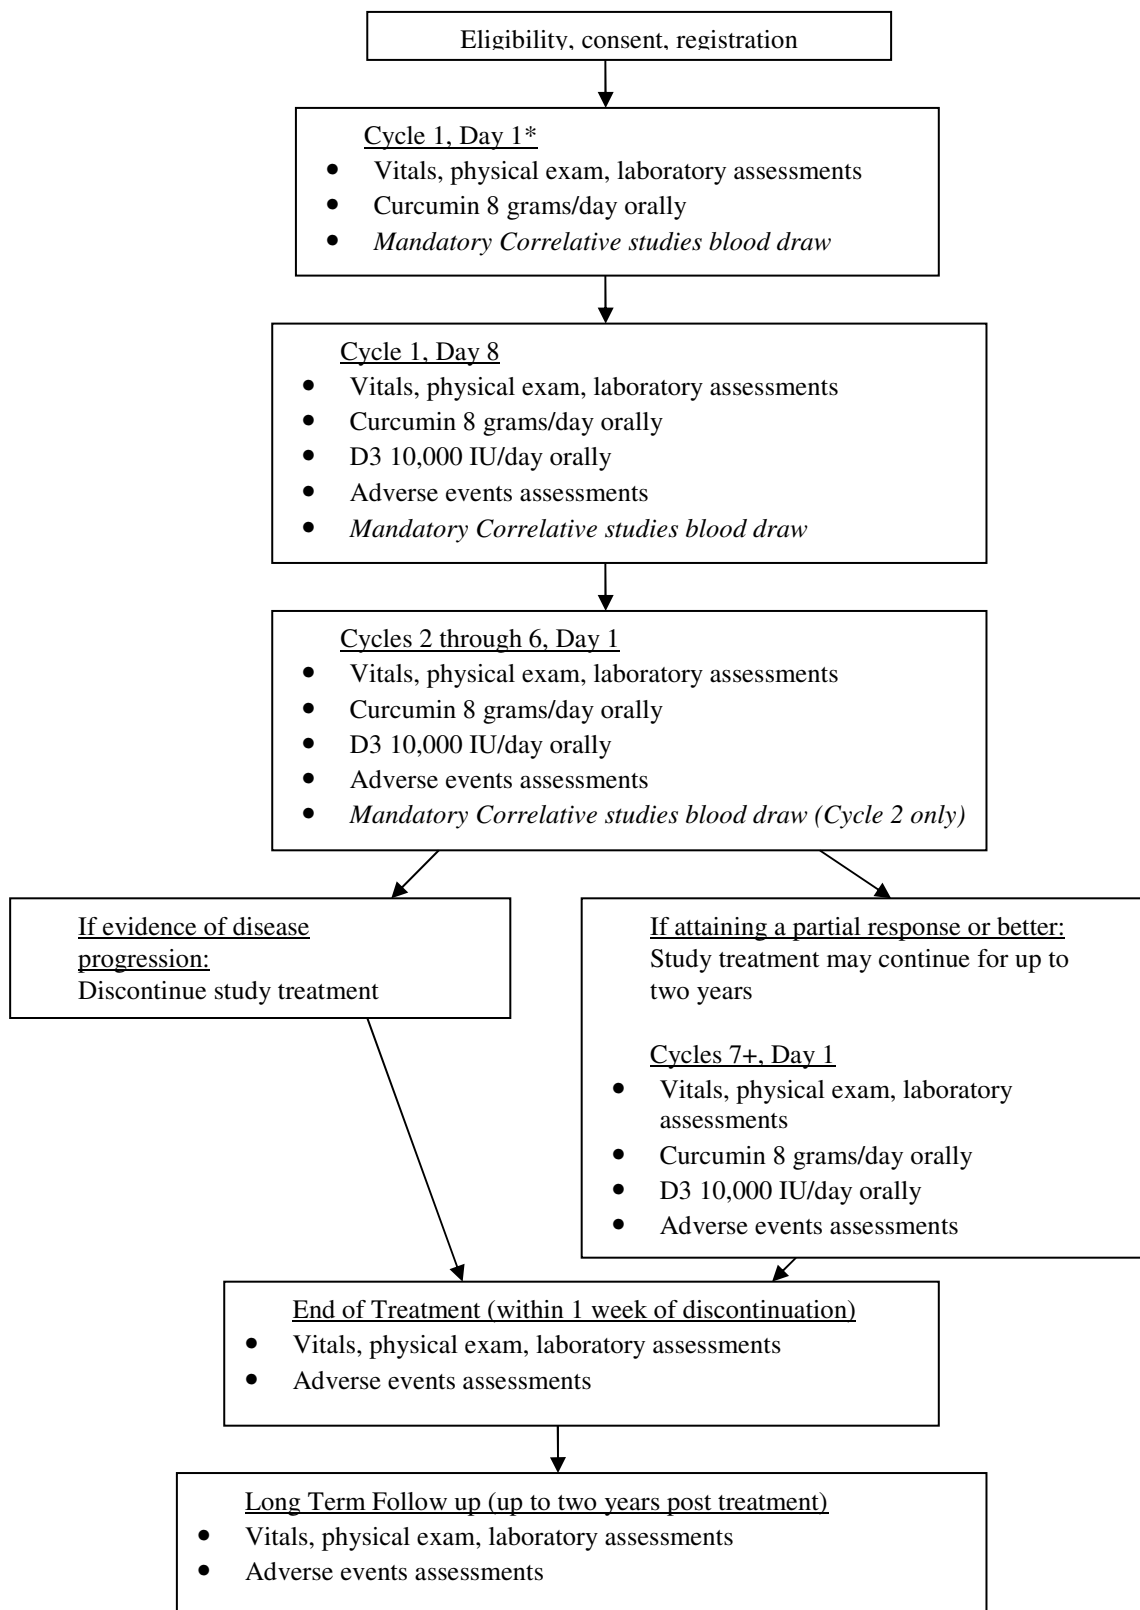 Eligibility, consent, registration
Cycle 1, Day 1*
• Vitals, physical exam, laboratory assessments
• Curcumin 8 grams/day orally
• Mandatory Correlative studies blood draw
Cycle 1, Day 8
• Vitals, physical exam, laboratory assessments
• Curcumin 8 grams/day orally
• D3 10,000 IU/day orally
• Adverse events assessments
• Mandatory Correlative studies blood draw
Cycles 2 through 6, Day 1
• Vitals, physical exam, laboratory assessments
• Curcumin 8 grams/day orally
• D3 10,000 IU/day orally
• Adverse events assessments
• Mandatory Correlative studies blood draw (Cycle 2 only)
If evidence of disease
progression:
Discontinue study treatment
If attaining a partial response or better:
Study treatment may continue for up to
two years
Cycles 7+, Day 1
• Vitals, physical exam, laboratory
assessments
• Curcumin 8 grams/day orally
• D3 10,000 IU/day orally
• Adverse events assessments
End of Treatment (within 1 week of discontinuation)
• Vitals, physical exam, laboratory assessments
• Adverse events assessments
Long Term Follow up (up to two years post treatment)
• Vitals, physical exam, laboratory assessments
• Adverse events assessments